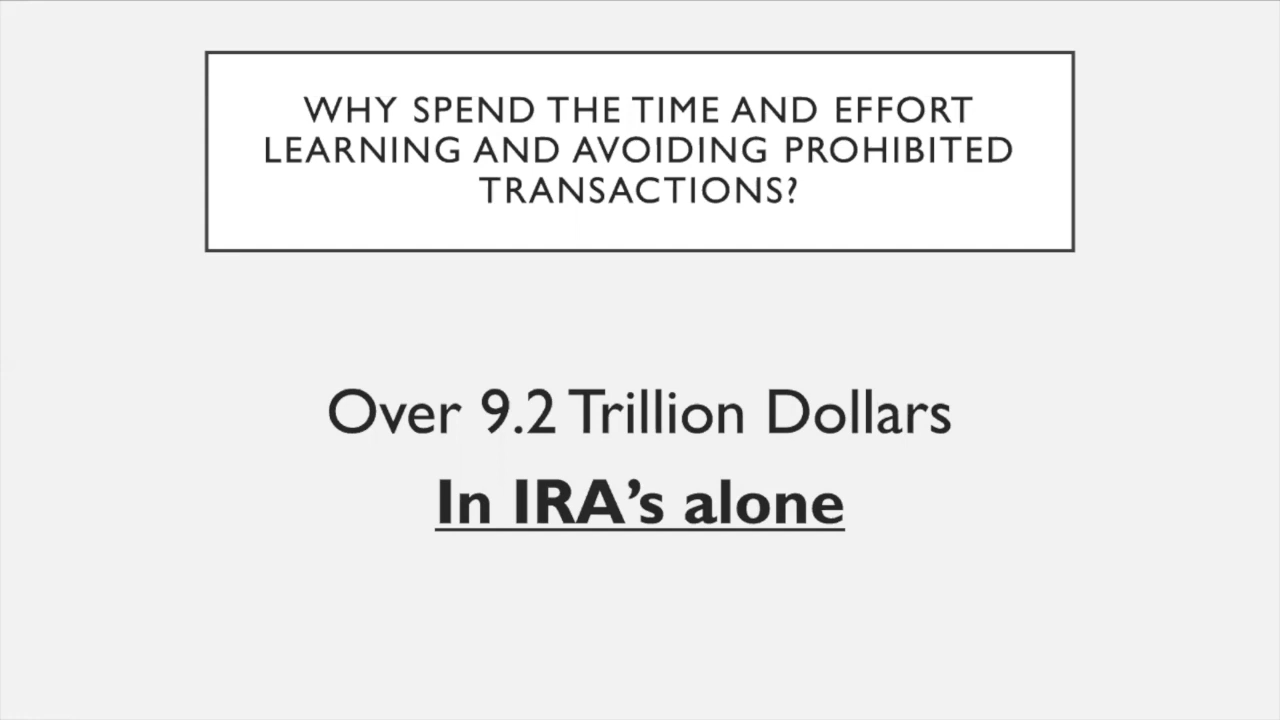 WHY SPEND THE TIME AND EFFORT
LEARNING AND AVOIDING PROHIBITED
TRANSACTIONS?
Over 9.2 Trillion Dollars
In IRA’s alone